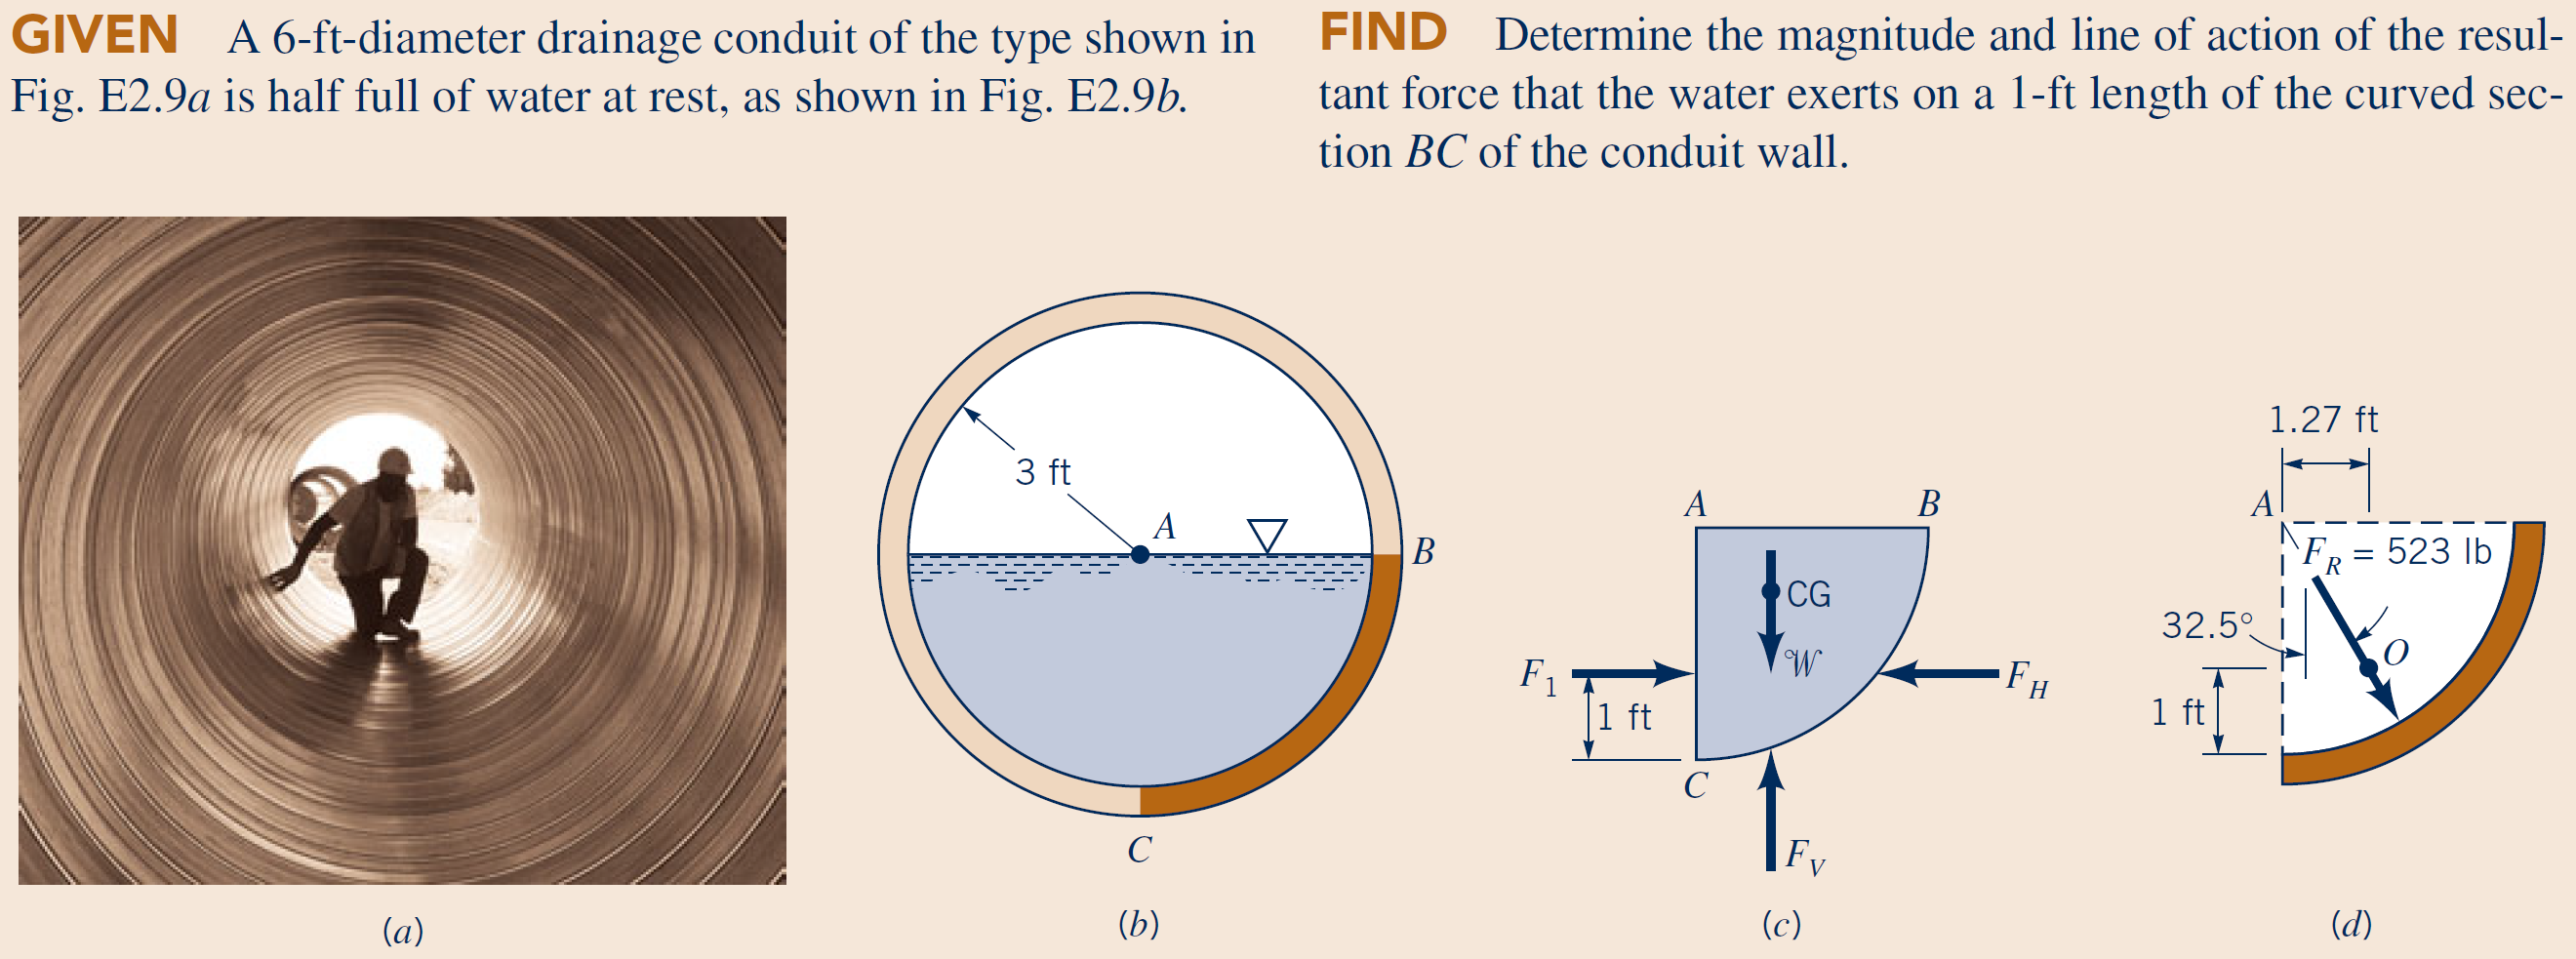 GIVEN A 6-ft-diameter drainage conduit of the type shown in
Fig. E2.9a is half full of water at rest, as shown in Fig. E2.9b.
FIND Determine the magnitude and line of action of the resul-
tant force that the water exerts on a 1-ft length of the curved sec-
tion BC of the conduit wall.
(a)
3 ft
A
B
C
(b)
A
B
CG
𝒲
F₁
1 ft
F_H
C
F_V
(c)
1.27 ft
A
F_R = 523 lb
32.5°
O
1 ft
(d)